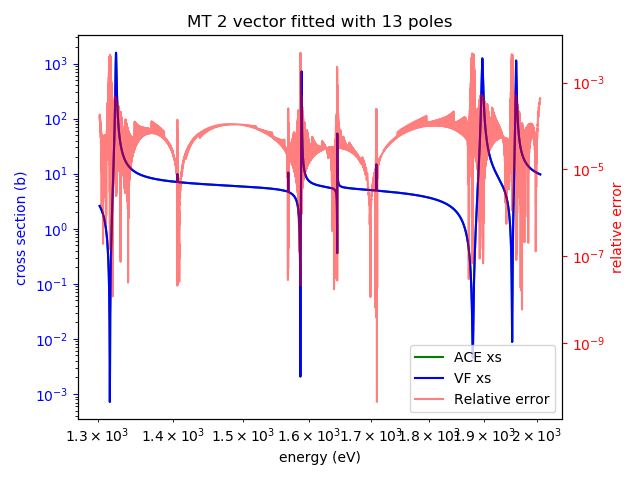 MT 2 vector fitted with 13 poles
10³
10²
10¹
10⁰
10⁻¹
10⁻²
10⁻³
cross section (b)
10⁻³
10⁻⁵
10⁻⁷
10⁻⁹
relative error
ACE xs
VF xs
Relative error
1.3 × 10³ 1.4 × 10³ 1.5 × 10³ 1.6 × 10³ 1.7 × 10³ 1.8 × 10³ 1.9 × 10³ 2 × 10³
energy (eV)